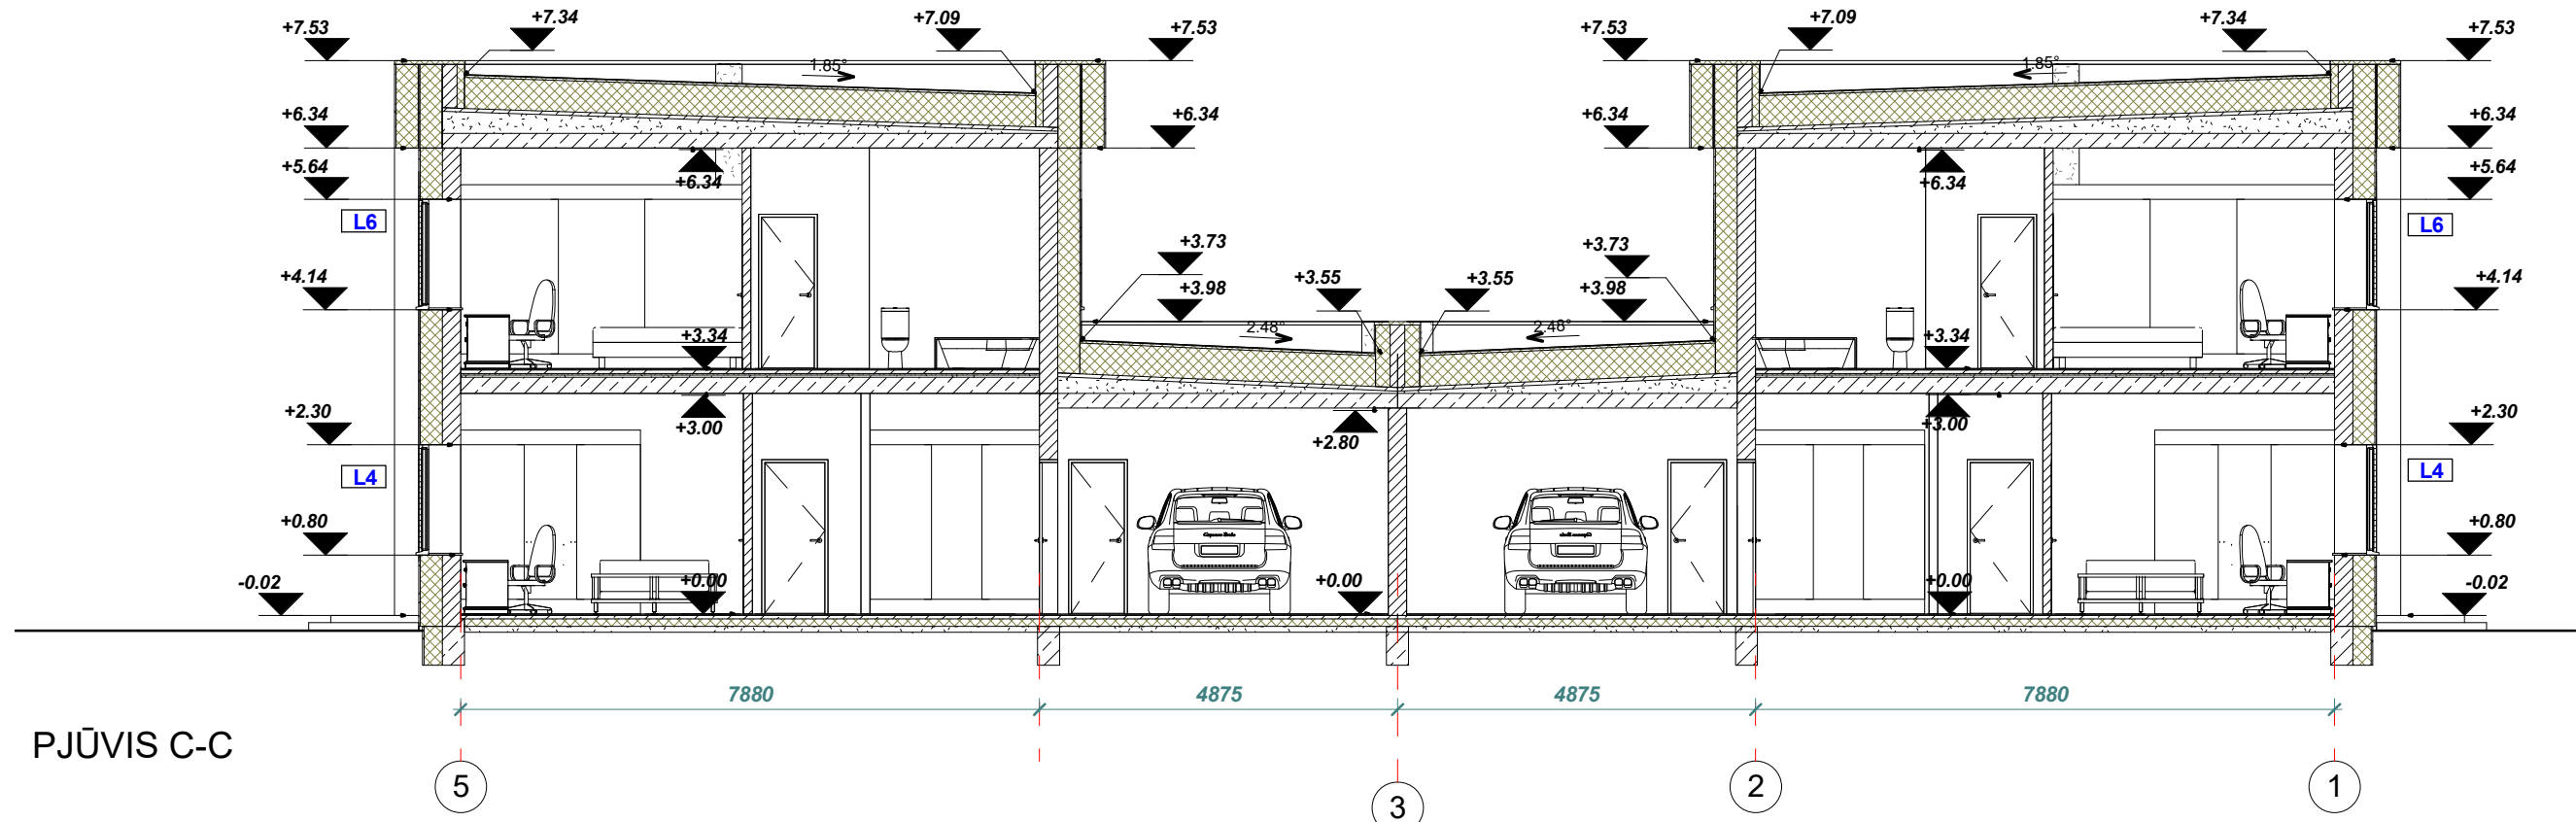 +7.34 +7.09 +7.09 +7.34
+7.53 +7.53 +7.53 +7.53
1.85° 1.85°
+6.34 +6.34 +6.34 +6.34
+5.64 +6.34 +6.34 +5.64
L6 L6
+3.73 +3.73
+4.14 +3.98 +3.55 +3.55 +3.98 +4.14
2.48° 2.48°
+3.34 +3.34
+2.30 +3.00 +3.00 +2.30
+2.80
L4 L4
+0.80 +0.80
-0.02 +0.00 +0.00 +0.00 -0.02
7880 4875 4875 7880
PJŪVIS C-C
5 3 2 1